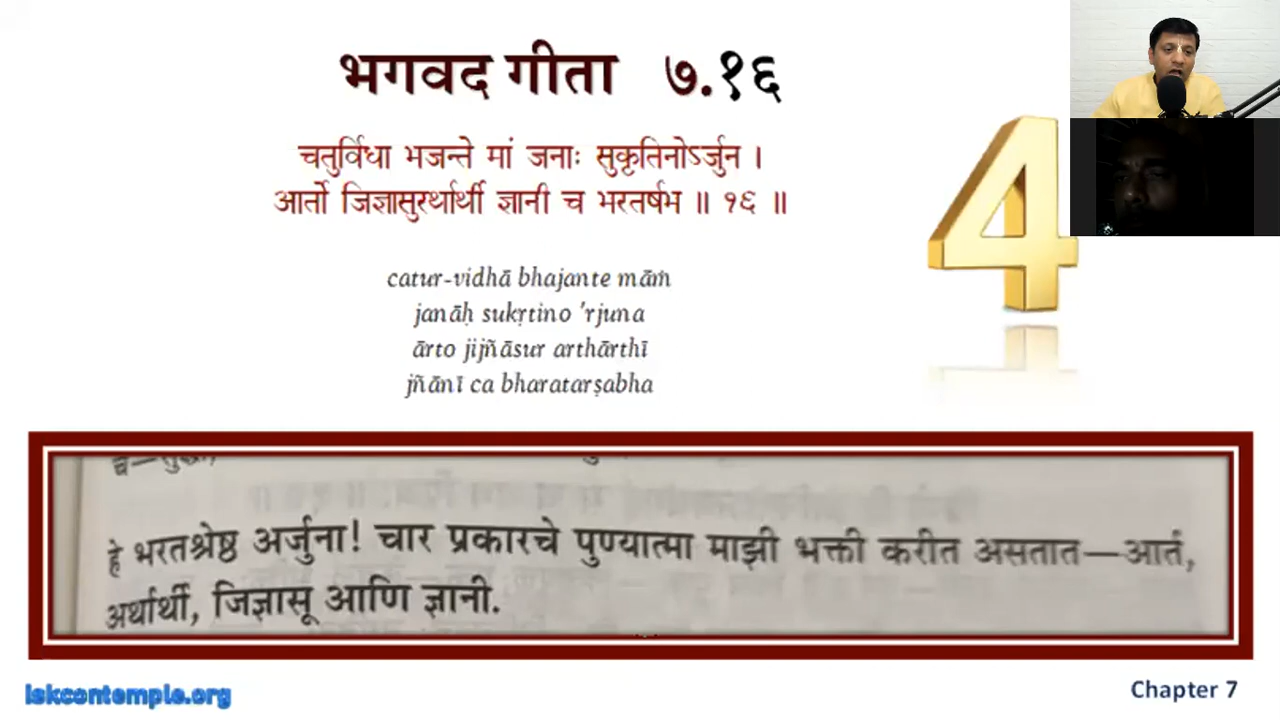 भगवद गीता ७.१६
चतुर्विधा भजन्ते मां जनाः सुकृतिनोऽर्जुन ।
आर्तो जिज्ञासुरर्थार्थी ज्ञानी च भरतर्षभ ॥ १६ ॥
catur-vidhā bhajante māṁ
janāḥ sukṛtino 'rjuna
ārto jijñāsur arthārthī
jñānī ca bharatarṣabha
4
हे भरतश्रेष्ठ अर्जुना! चार प्रकारचे पुण्यात्मा माझी भक्ती करीत असतात—आर्त,
अर्थार्थी, जिज्ञासू आणि ज्ञानी.
Iskcontemple.org
Chapter 7